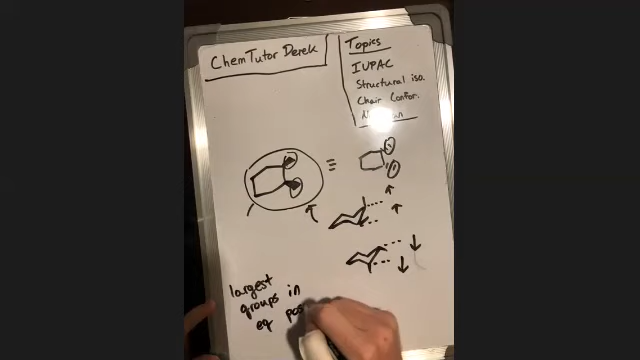 ChemTutor Derek
Topics
IUPAC
Structural iso.
Chair Confor.
largest
groups in
eq pos